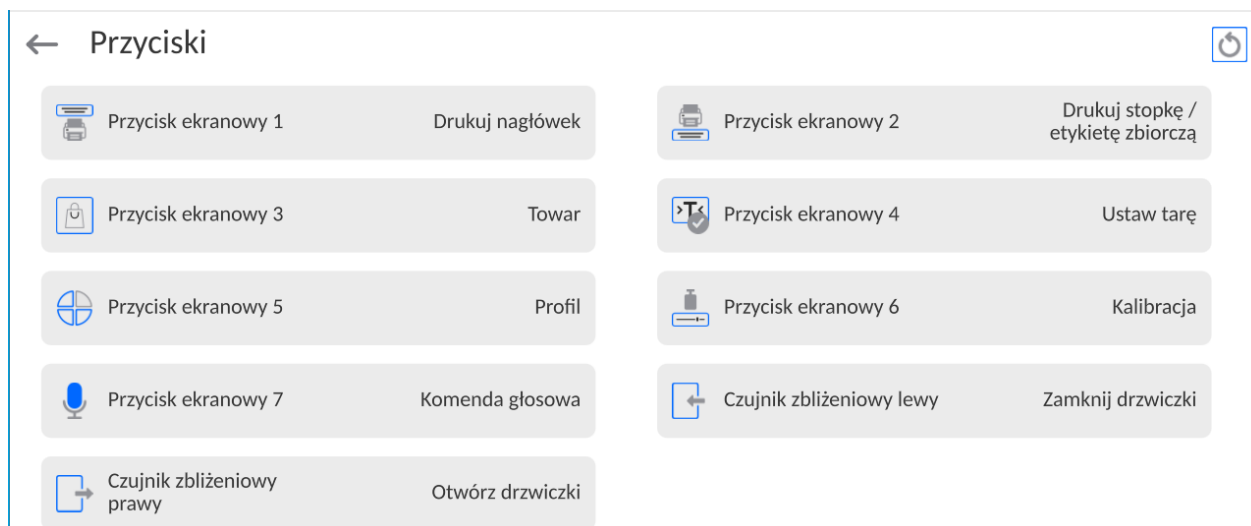 Przyciski
Przycisk ekranowy 1
Drukuj nagłówek
Przycisk ekranowy 2
Drukuj stopkę /
etykietę zbiorczą
Przycisk ekranowy 3
Towar
>T<
Przycisk ekranowy 4
Ustaw tarę
Przycisk ekranowy 5
Profil
Przycisk ekranowy 6
Kalibracja
Przycisk ekranowy 7
Komenda głosowa
Czujnik zbliżeniowy lewy
Zamknij drzwiczki
Czujnik zbliżeniowy
prawy
Otwórz drzwiczki